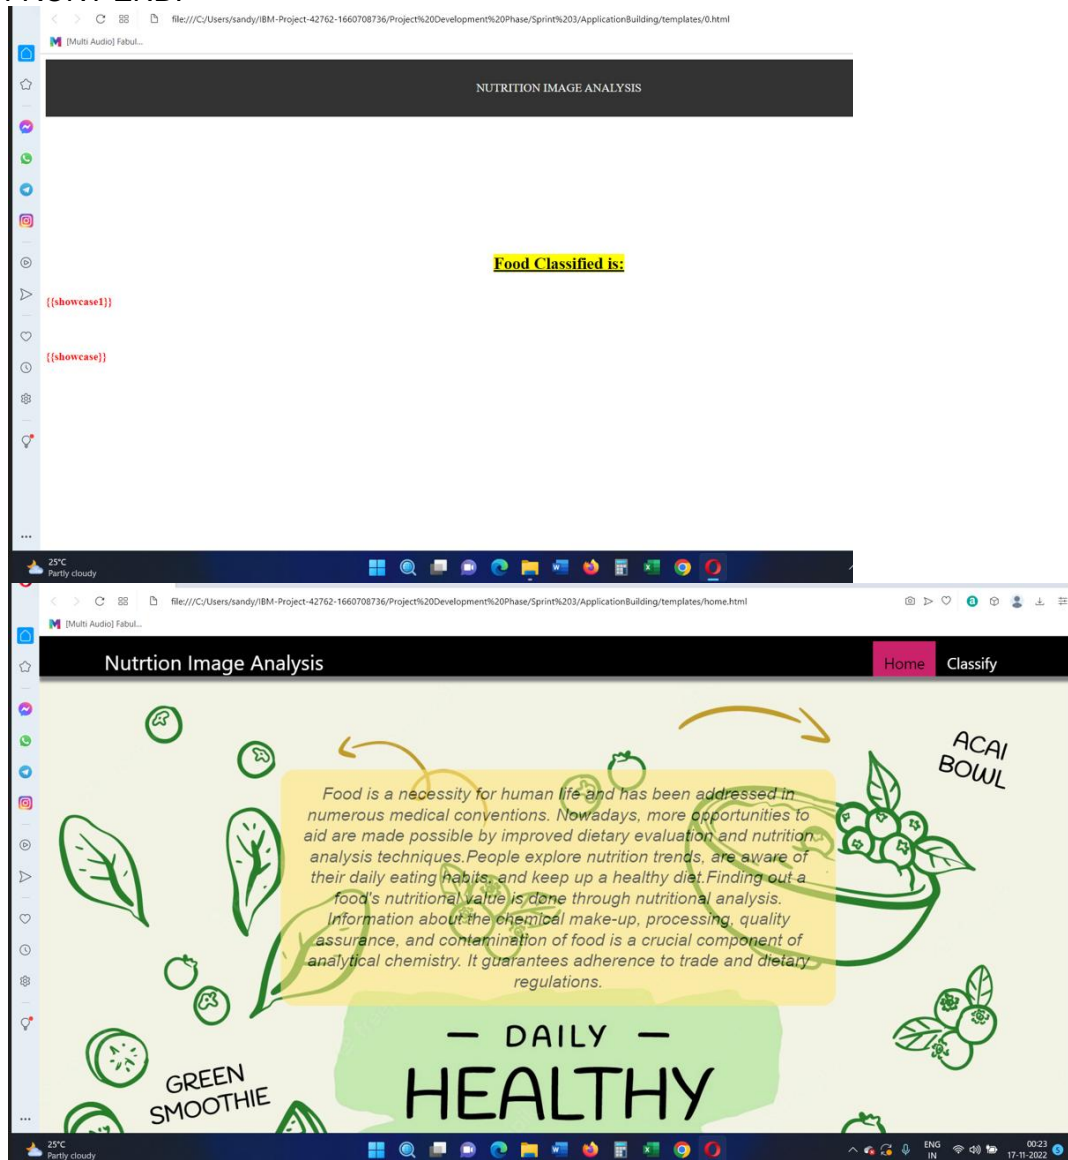 FRONT END:
file:///C:/Users/sandy/IBM-Project-42762-1660708736/Project%20Development%20Phase/Sprint%203/ApplicationBuilding/templates/0.html
[Multi Audio] Fabul...
NUTRITION IMAGE ANALYSIS
Food Classified is:
{{showcase1}}
{{showcase}}
25°C
Partly cloudy
file:///C:/Users/sandy/IBM-Project-42762-1660708736/Project%20Development%20Phase/Sprint%203/ApplicationBuilding/templates/home.html
[Multi Audio] Fabul...
Nutrtion Image Analysis
Home
Classify
ACAI
BOWL
Food is a necessity for human life and has been addressed in
numerous medical conventions. Nowadays, more opportunities to
aid are made possible by improved dietary evaluation and nutrition
analysis techniques.People explore nutrition trends, are aware of
their daily eating habits, and keep up a healthy diet.Finding out a
food's nutritional value is done through nutritional analysis.
Information about the chemical make-up, processing, quality
assurance, and contamination of food is a crucial component of
analytical chemistry. It guarantees adherence to trade and dietary
regulations.
— DAILY —
HEALTHY
GREEN
SMOOTHIE
25°C
Partly cloudy
ENG
IN
00:23
17-11-2022